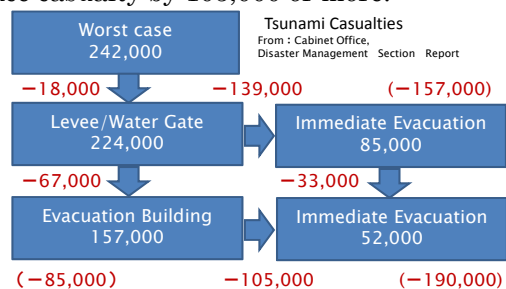 Worst case
242,000
Tsunami Casualties
From：Cabinet Office,
Disaster Management Section Report
−18,000
−139,000
(−157,000)
Levee/Water Gate
224,000
Immediate Evacuation
85,000
−67,000
−33,000
Evacuation Building
157,000
Immediate Evacuation
52,000
(−85,000)
−105,000
(−190,000)